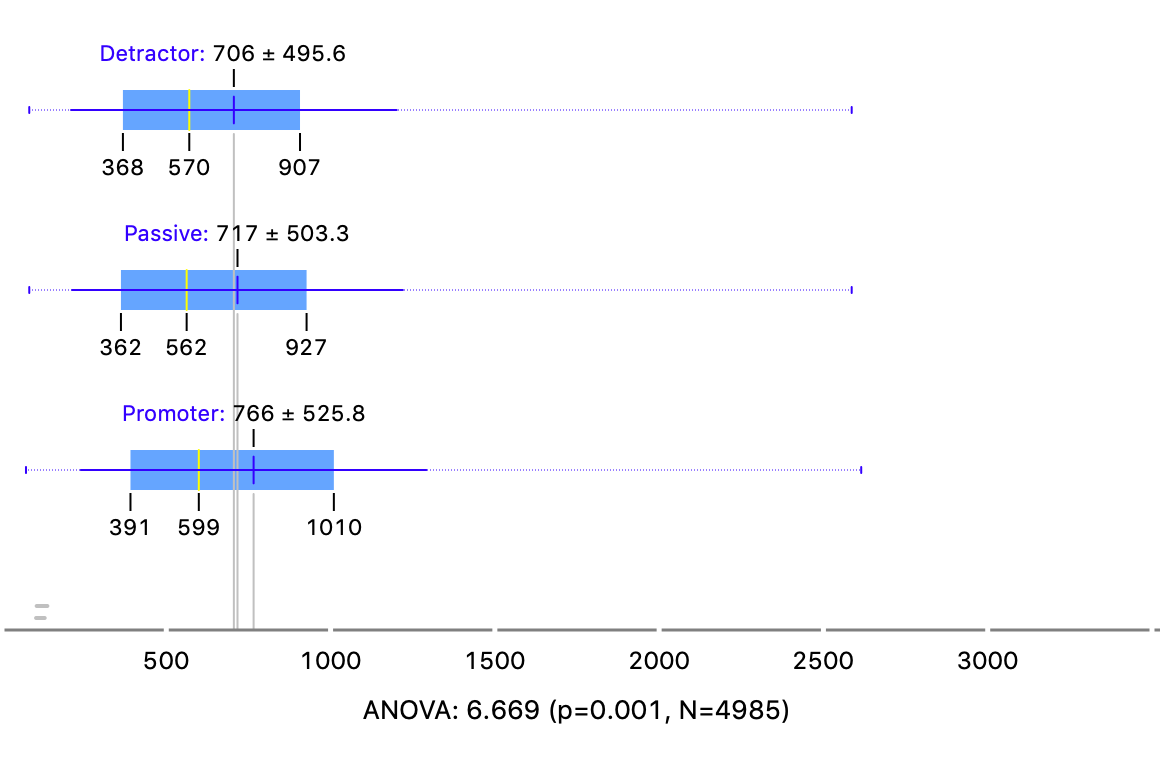 Detractor: 706 ± 495.6
368 570 907
Passive: 717 ± 503.3
362 562 927
Promoter: 766 ± 525.8
391 599 1010
500 1000 1500 2000 2500 3000
ANOVA: 6.669 (p=0.001, N=4985)